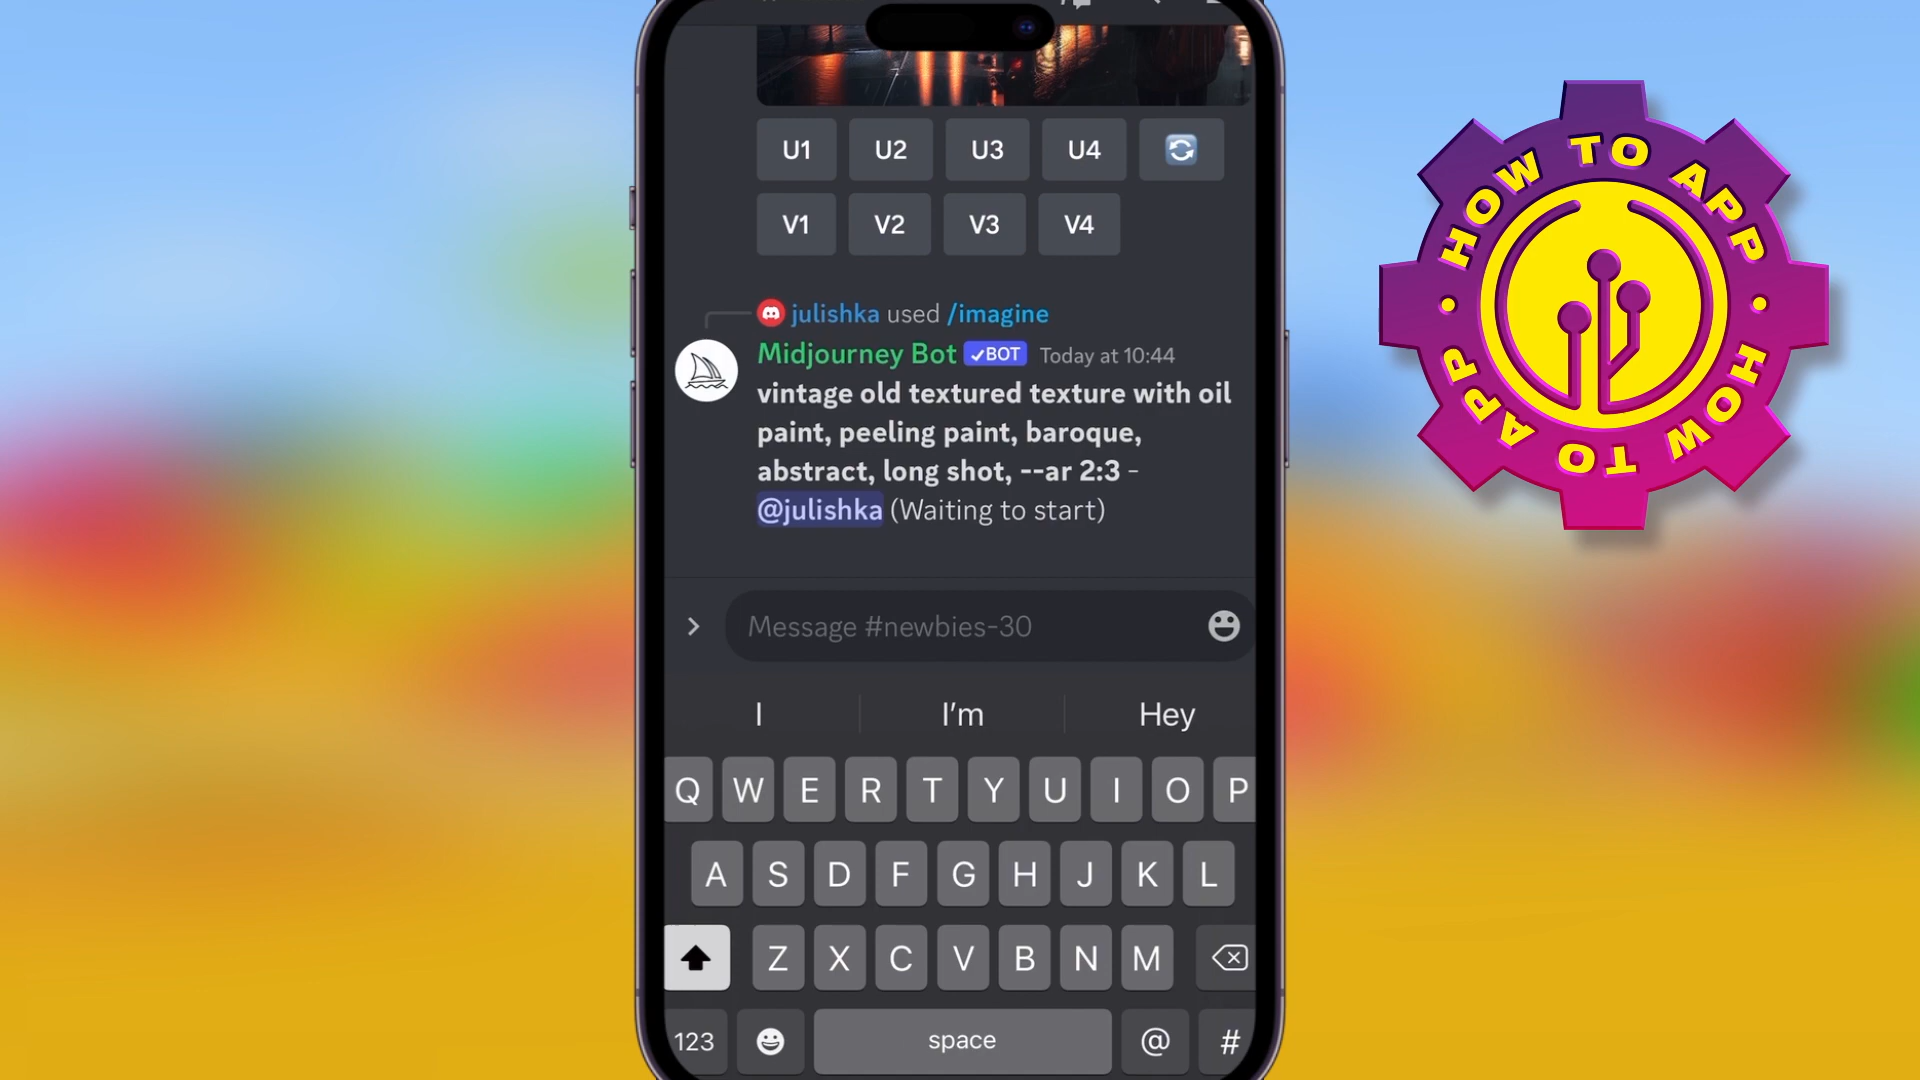 U1 U2 U3 U4
V1 V2 V3 V4
julishka used /imagine
Midjourney Bot ✓BOT Today at 10:44
vintage old textured texture with oil
paint, peeling paint, baroque,
abstract, long shot, --ar 2:3 -
@julishka (Waiting to start)
Message #newbies-30
I I'm Hey
Q W E R T Y U I O P
A S D F G H J K L
Z X C V B N M
123 space @ #
HOW TO APP • HOW TO APP •